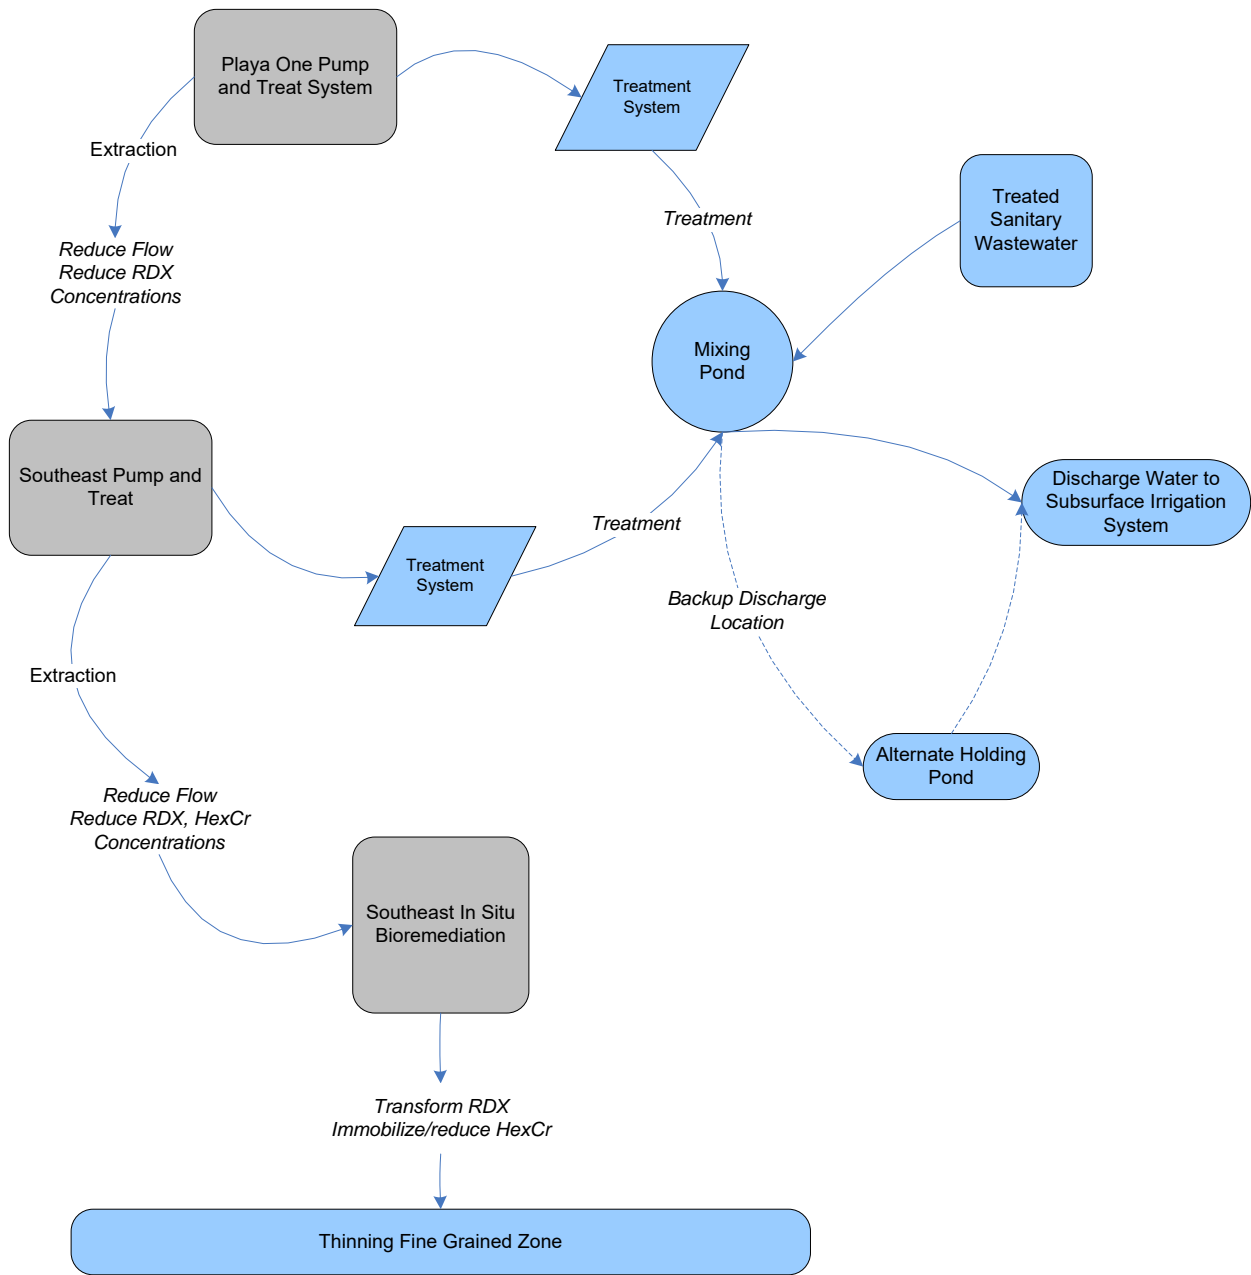 Playa One Pump
and Treat System
Treatment
System
Extraction
Treated
Sanitary
Wastewater
Treatment
Reduce Flow
Reduce RDX
Concentrations
Mixing
Pond
Southeast Pump and
Treat
Discharge Water to
Subsurface Irrigation
System
Treatment
Treatment
System
Backup Discharge
Location
Extraction
Alternate Holding
Pond
Reduce Flow
Reduce RDX, HexCr
Concentrations
Southeast In Situ
Bioremediation
Transform RDX
Immobilize/reduce HexCr
Thinning Fine Grained Zone